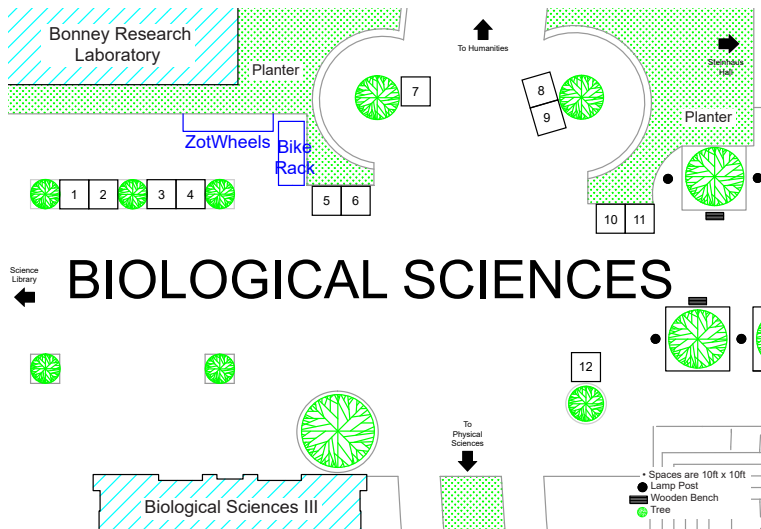 Bonney Research
Laboratory
To Humanities
Steinhaus
Hall
Planter
7
8
9
Planter
ZotWheels
Bike
Rack
1
2
3
4
5
6
10
11
Science
Library
BIOLOGICAL SCIENCES
12
To
Physical
Sciences
* Spaces are 10ft x 10ft
Lamp Post
Wooden Bench
Tree
Biological Sciences III